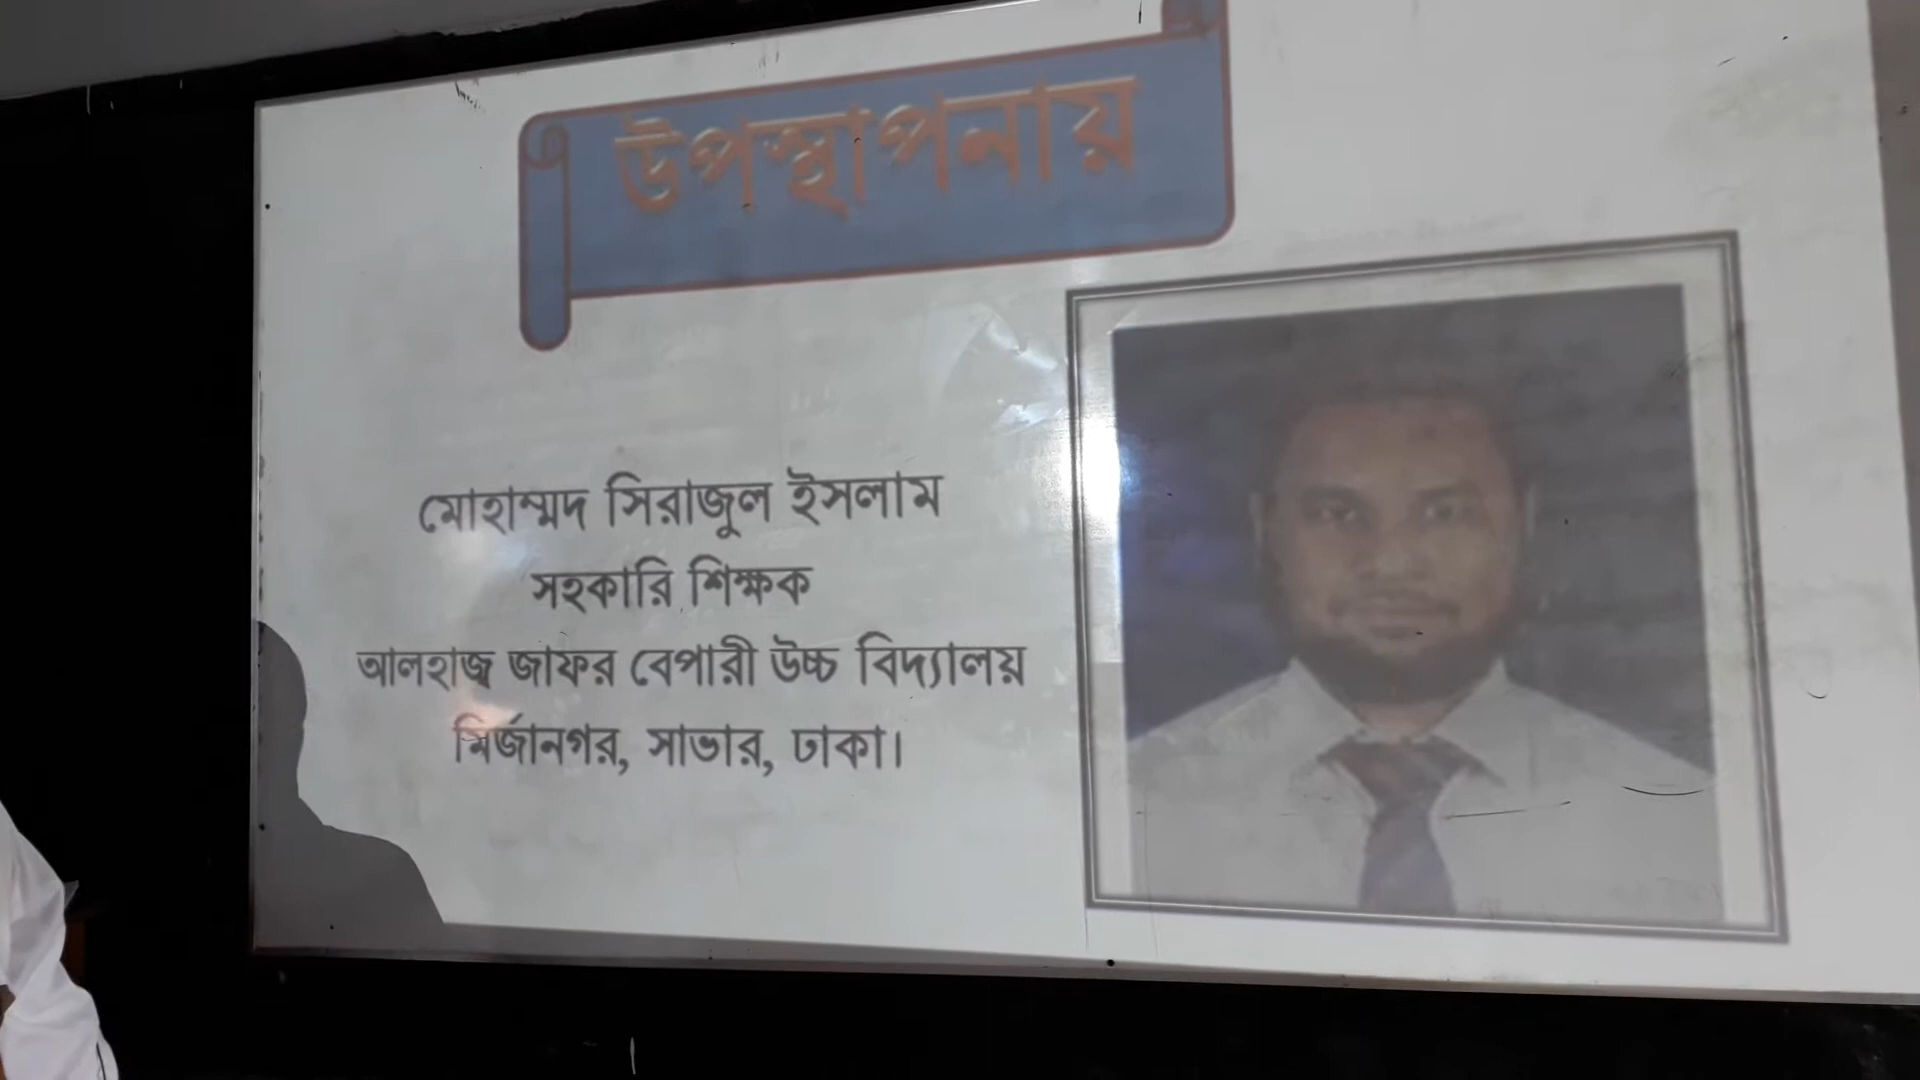 উপস্থাপনায়
মোহাম্মদ সিরাজুল ইসলাম
সহকারি শিক্ষক
আলহাজ্ব জাফর বেপারী উচ্চ বিদ্যালয়
মির্জানগর, সাভার, ঢাকা।